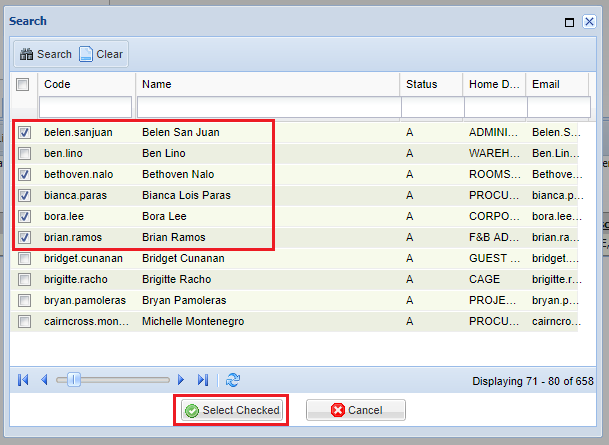 Search
Search Clear
Code Name Status Home D... Email
belen.sanjuan Belen San Juan A ADMINI... Belen.S...
ben.lino Ben Lino A WAREH... Ben.Lin...
bethoven.nalo Bethoven Nalo A ROOMS... Bethove...
bianca.paras Bianca Lois Paras A PROCU... bianca.p...
bora.lee Bora Lee A CORPO... bora.lee...
brian.ramos Brian Ramos A F&B AD... brian.ra...
bridget.cunanan Bridget Cunanan A GUEST ... bridget....
brigitte.racho Brigitte Racho A CAGE brigitte.r...
bryan.pamoleras Bryan Pamoleras A PROJE... bryan.p...
cairncross.mon... Michelle Montenegro A PROCU... cairncro...
Displaying 71 - 80 of 658
Select Checked Cancel